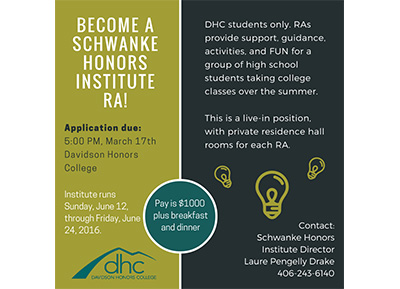 BECOME A
SCHWANKE
HONORS
INSTITUTE
RA!
Application due:
5:00 PM, March 17th
Davidson Honors
College
Institute runs
Sunday, June 12,
through Friday, June
24, 2016.
dhc
DAVIDSON HONORS COLLEGE
Pay is $1000
plus breakfast
and dinner
DHC students only. RAs
provide support, guidance,
activities, and FUN for a
group of high school
students taking college
classes over the summer.
This is a live-in position,
with private residence hall
rooms for each RA.
Contact:
Schwanke Honors
Institute Director
Laure Pengelly Drake
406-243-6140